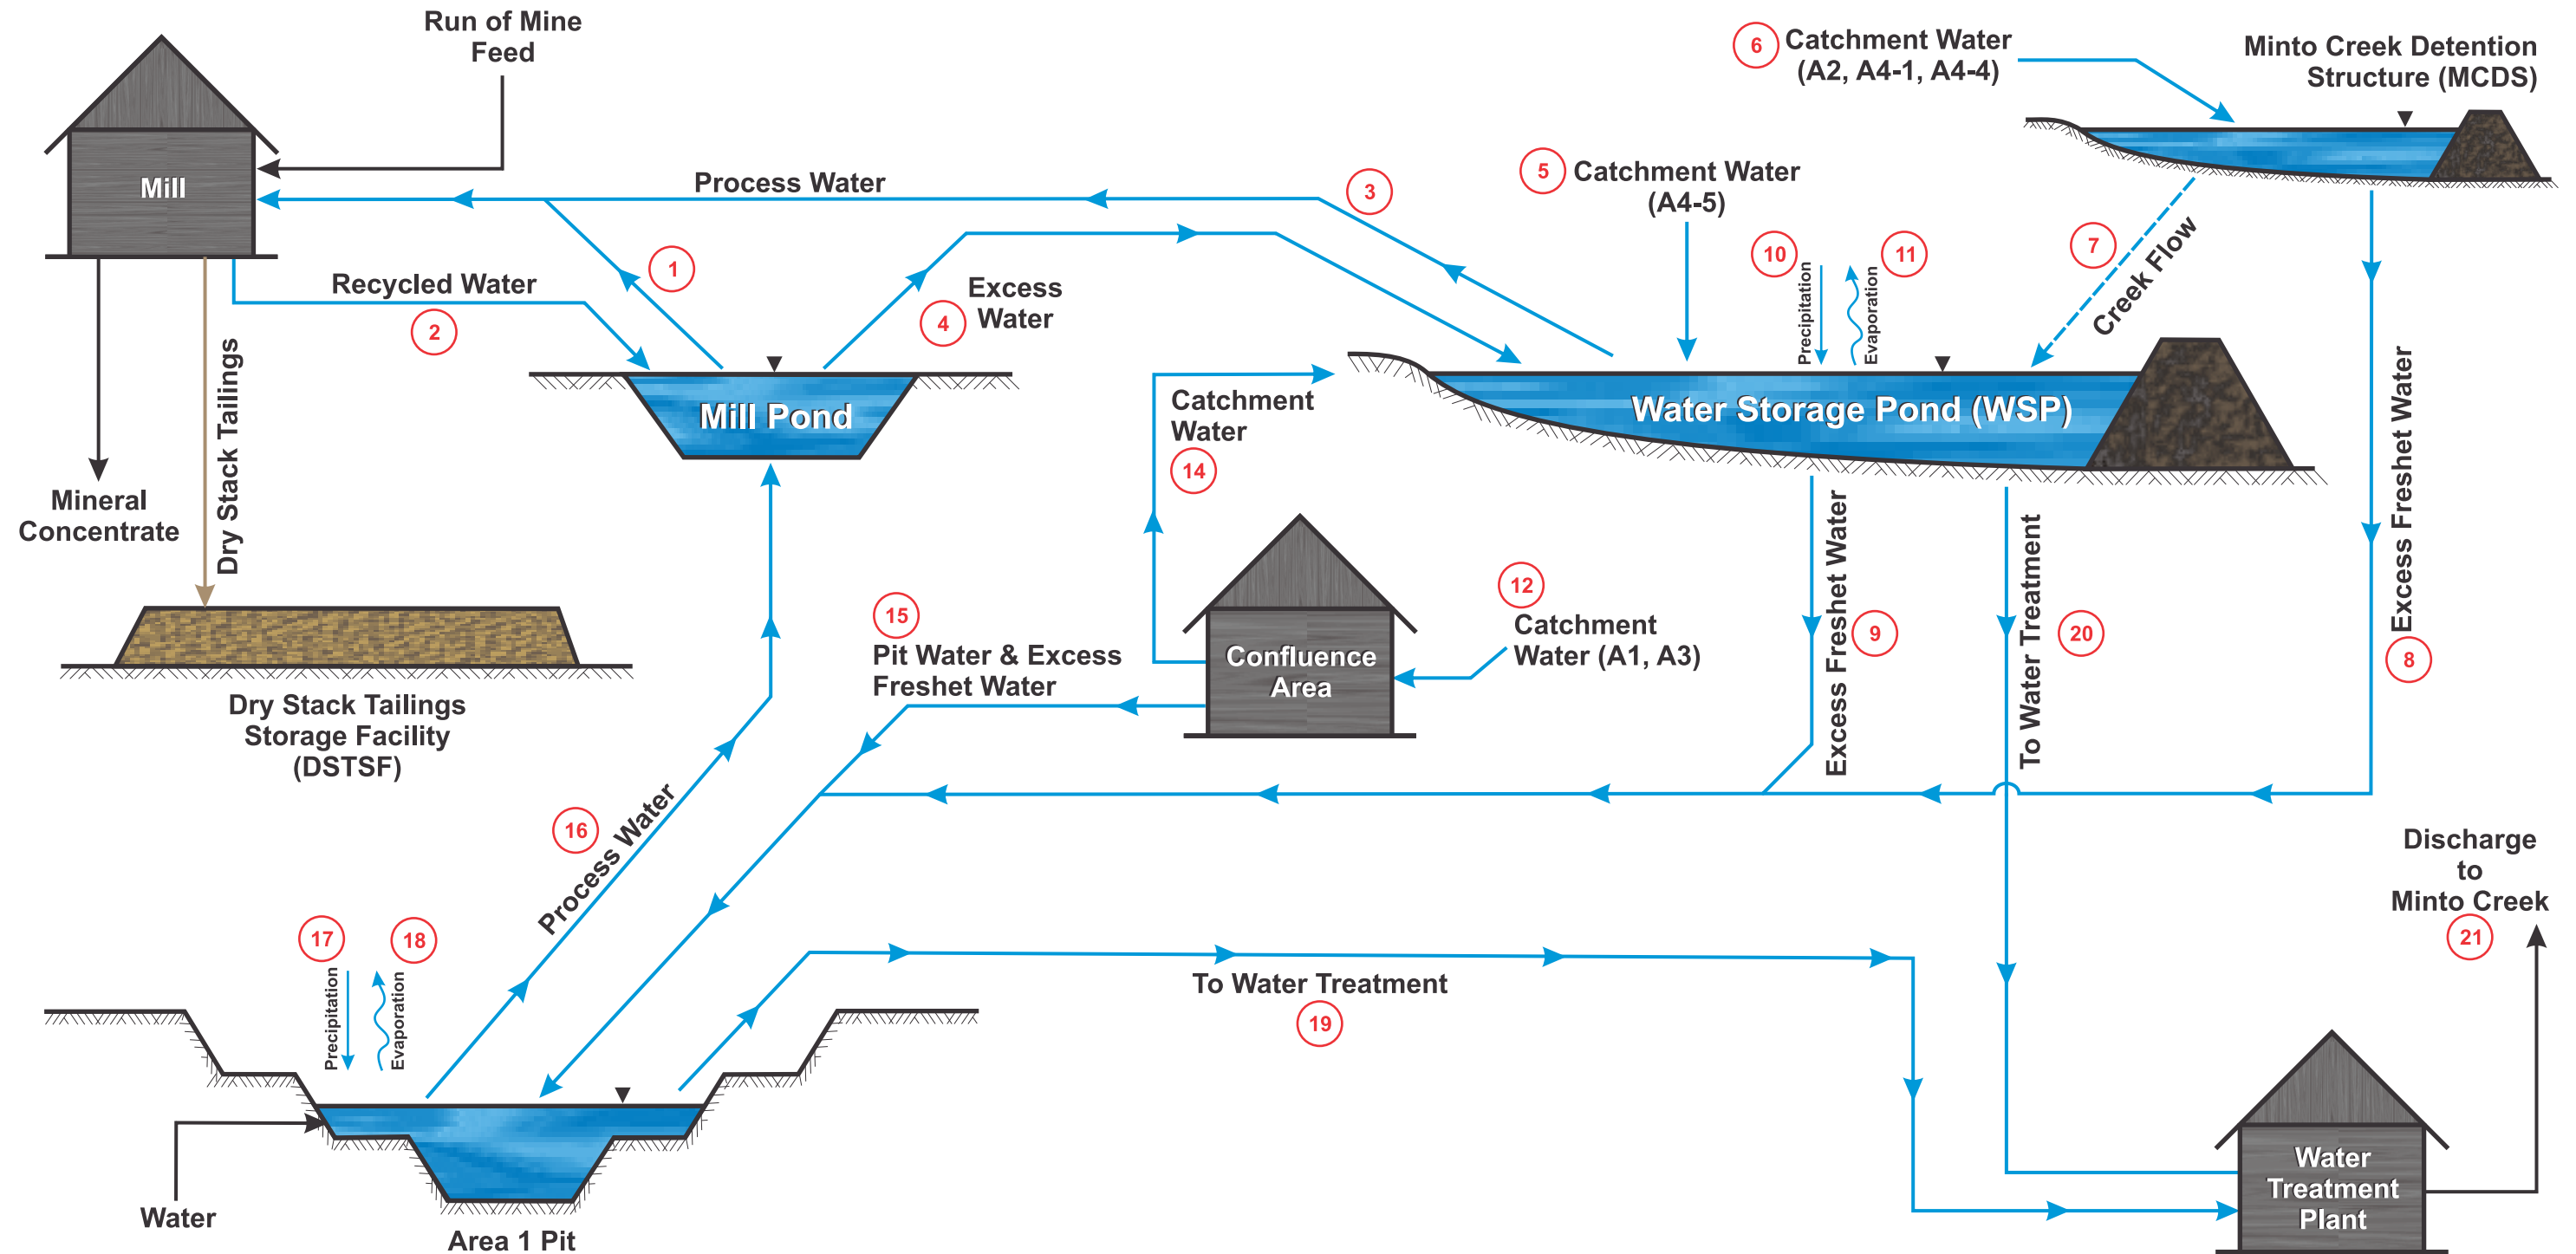 Run of Mine
Feed
6
Catchment Water
(A2, A4-1, A4-4)
Minto Creek Detention
Structure (MCDS)
Mill
Process Water
3
5
Catchment Water
(A4-5)
10
11
7
Precipitation
Evaporation
Creek Flow
1
Recycled Water
2
Excess
Water
4
Mill Pond
Catchment
Water
14
Water Storage Pond (WSP)
Excess Freshet Water
8
Mineral
Concentrate
Dry Stack Tailings
Dry Stack Tailings
Storage Facility
(DSTSF)
15
Pit Water & Excess
Freshet Water
Confluence
Area
12
Catchment
Water (A1, A3)
Excess Freshet Water
9
To Water Treatment
20
16
Process Water
17
18
Precipitation
Evaporation
To Water Treatment
19
Discharge
to
Minto Creek
21
Water
Area 1 Pit
Water
Treatment
Plant